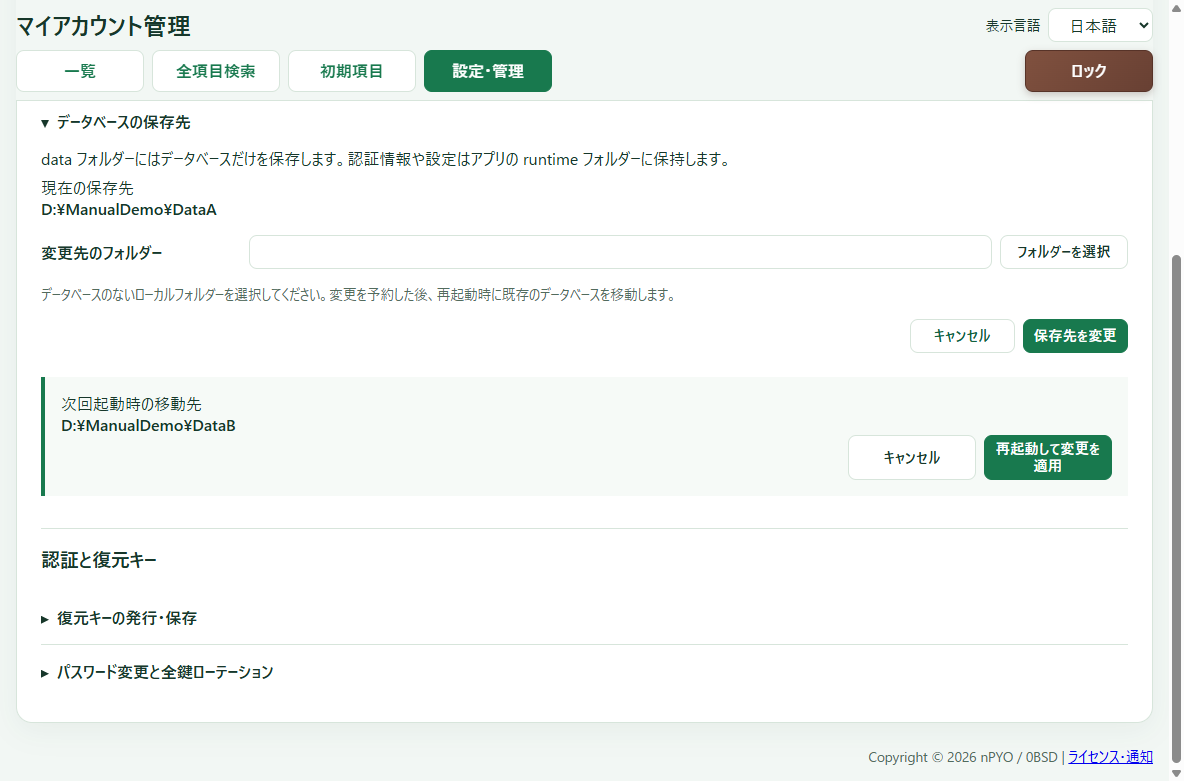 マイアカウント管理
表示言語 日本語
一覧 全項目検索 初期項目 設定・管理 ロック
▼ データベースの保存先
data フォルダーにはデータベースだけを保存します。認証情報や設定はアプリの runtime フォルダーに保持します。
現在の保存先
D:¥ManualDemo¥DataA
変更先のフォルダー フォルダーを選択
データベースのないローカルフォルダーを選択してください。変更を予約した後、再起動時に既存のデータベースを移動します。
キャンセル 保存先を変更
次回起動時の移動先
D:¥ManualDemo¥DataB
キャンセル 再起動して変更を
適用
認証と復元キー
▶ 復元キーの発行・保存
▶ パスワード変更と全鍵ローテーション
Copyright © 2026 nPYO / 0BSD | ライセンス・通知